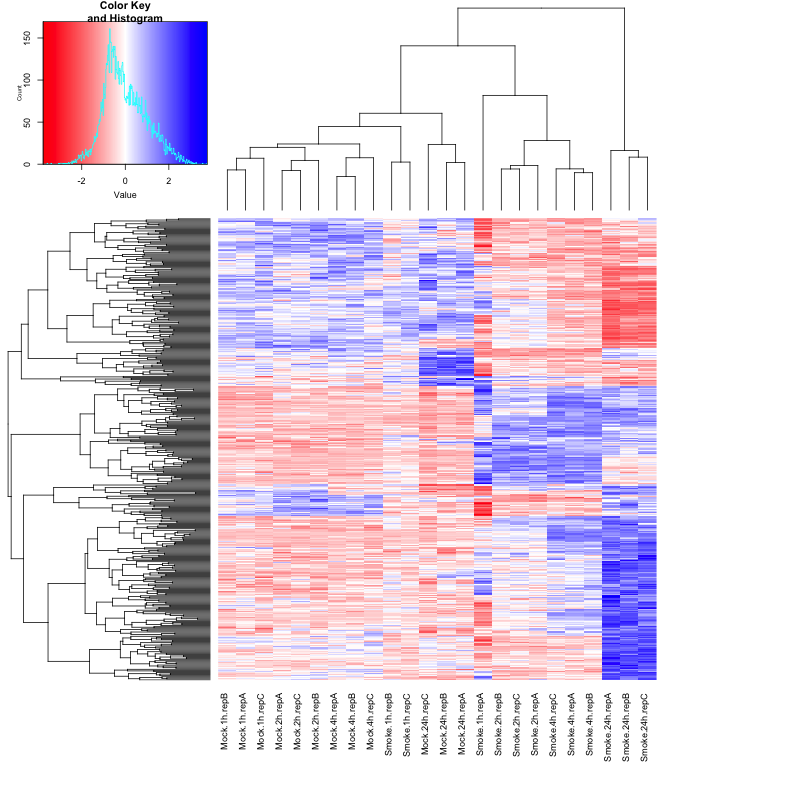 Color Key
and Histogram
Count
0
50
100
150
-2
0
2
Value
Mock.1h.repB
Mock.1h.repA
Mock.1h.repC
Mock.2h.repA
Mock.2h.repC
Mock.2h.repB
Mock.4h.repA
Mock.4h.repB
Mock.4h.repC
Smoke.1h.repB
Smoke.1h.repC
Mock.24h.repC
Mock.24h.repB
Mock.24h.repA
Smoke.1h.repA
Smoke.2h.repB
Smoke.2h.repC
Smoke.2h.repA
Smoke.4h.repC
Smoke.4h.repA
Smoke.4h.repB
Smoke.24h.repA
Smoke.24h.repB
Smoke.24h.repC